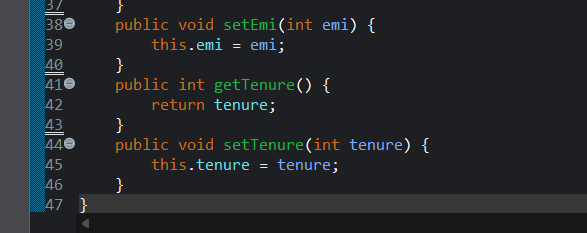 37    }
38    public void setEmi(int emi) {
39        this.emi = emi;
40    }
41    public int getTenure() {
42        return tenure;
43    }
44    public void setTenure(int tenure) {
45        this.tenure = tenure;
46    }
47 }